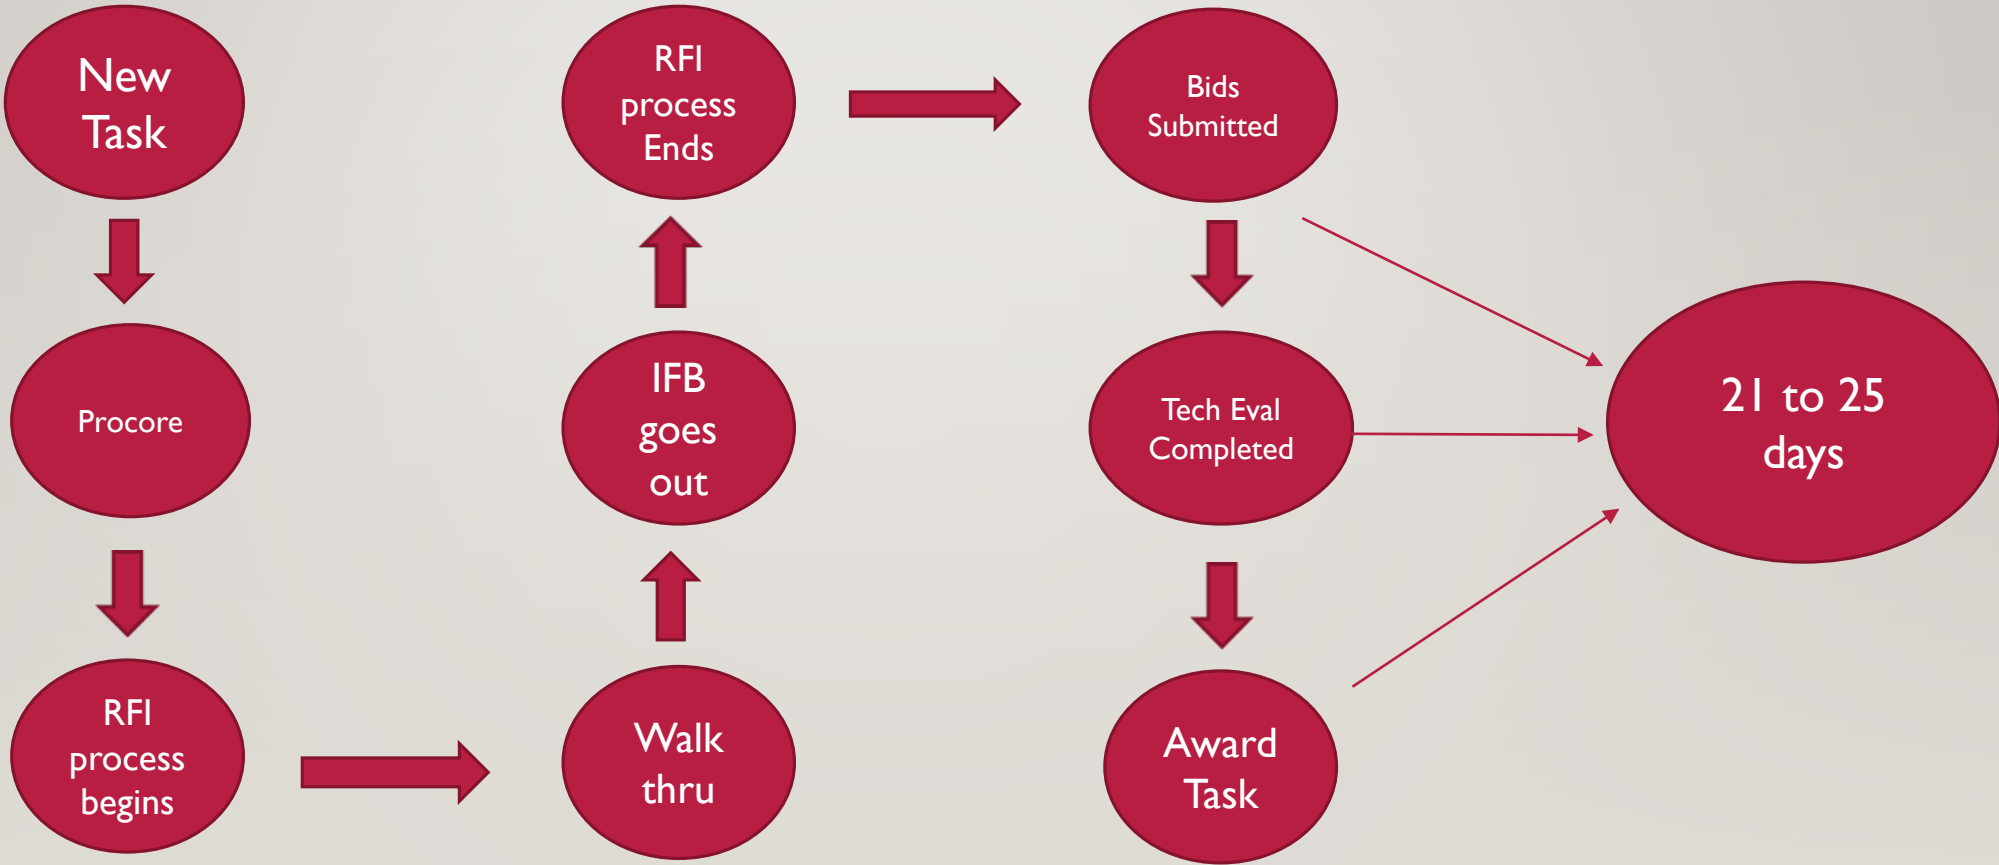 New
Task
Procore
RFI
process
begins
Walk
thru
IFB
goes
out
RFI
process
Ends
Bids
Submitted
Tech Eval
Completed
Award
Task
21 to 25
days